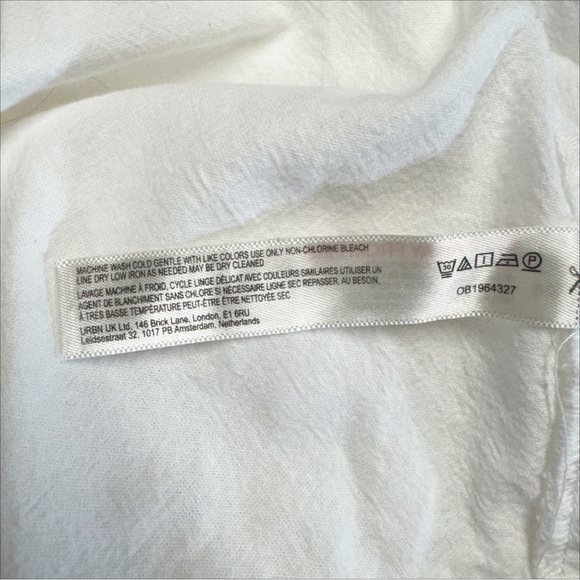 MACHINE WASH COLD GENTLE WITH LIKE COLORS USE ONLY NON-CHLORINE BLEACH
LINE DRY LOW IRON AS NEEDED MAY BE DRY CLEANED
LAVAGE MACHINE À FROID, CYCLE LINGE DÉLICAT AVEC COULEURS SIMILAIRES UTILISER UN
AGENT DE BLANCHIMENT SANS CHLORE SI NÉCESSAIRE LIGNE SEC REPASSER, AU BESOIN,
À TRÈS BASSE TEMPÉRATURE PEUT-ÊTRE ÊTRE NETTOYÉE SEC
URBN UK Ltd, 146 Brick Lane, London, E1 6RU
Leidsestraat 32, 1017 PB Amsterdam, Netherlands
30 P
OB1964327